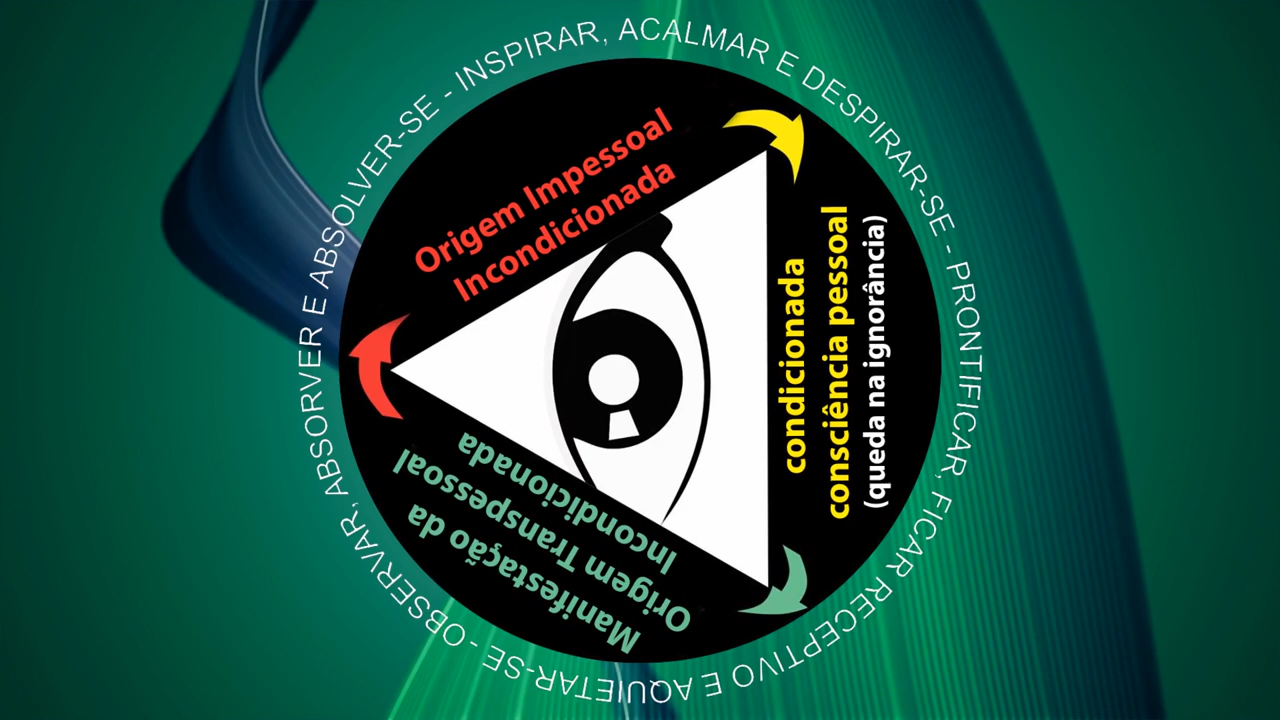 INSPIRAR, ACALMAR E DESPIRAR-SE - PRONTIFICAR, FICAR RECEPTIVO E AQUIETAR-SE - OBSERVAR, ABSORVER E ABSOLVER-SE -
Origem Impessoal
Incondicionada
condicionada
consciência pessoal
(queda na ignorância)
Manifestação da
Origem Transpessoal
Incondicionada